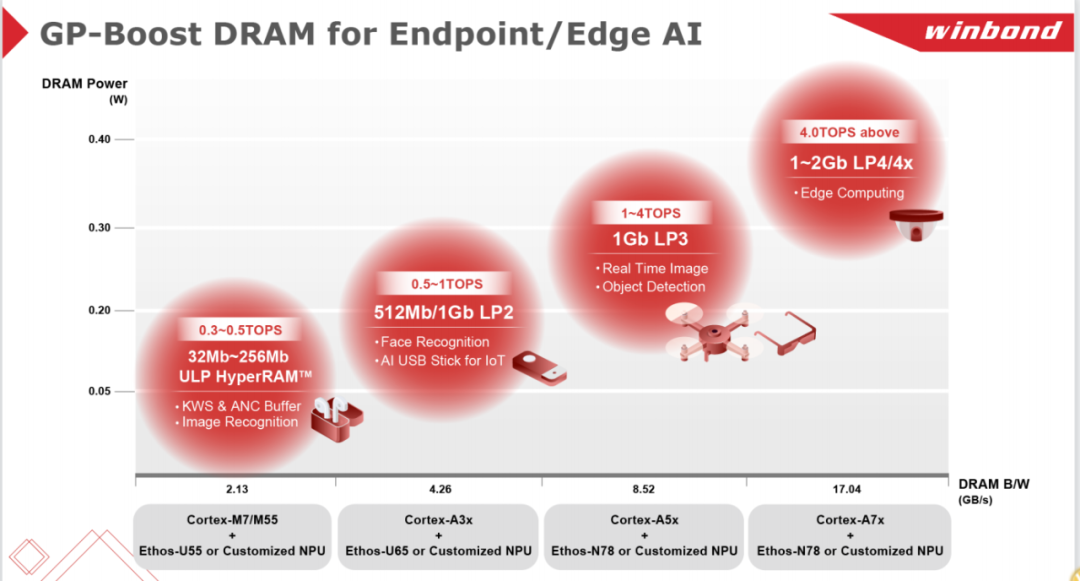 GP-Boost DRAM for Endpoint/Edge AI
winbond
DRAM Power
(W)
0.40
0.30
0.20
0.05
4.0TOPS above
1~2Gb LP4/4x
• Edge Computing
1~4TOPS
1Gb LP3
• Real Time Image
• Object Detection
0.5~1TOPS
512Mb/1Gb LP2
• Face Recognition
• AI USB Stick for IoT
0.3~0.5TOPS
32Mb~256Mb
ULP HyperRAM™
• KWS & ANC Buffer
• Image Recognition
2.13
4.26
8.52
17.04
DRAM B/W
(GB/s)
Cortex-M7/M55
+
Ethos-U55 or Customized NPU
Cortex-A3x
+
Ethos-U65 or Customized NPU
Cortex-A5x
+
Ethos-N78 or Customized NPU
Cortex-A7x
+
Ethos-N78 or Customized NPU